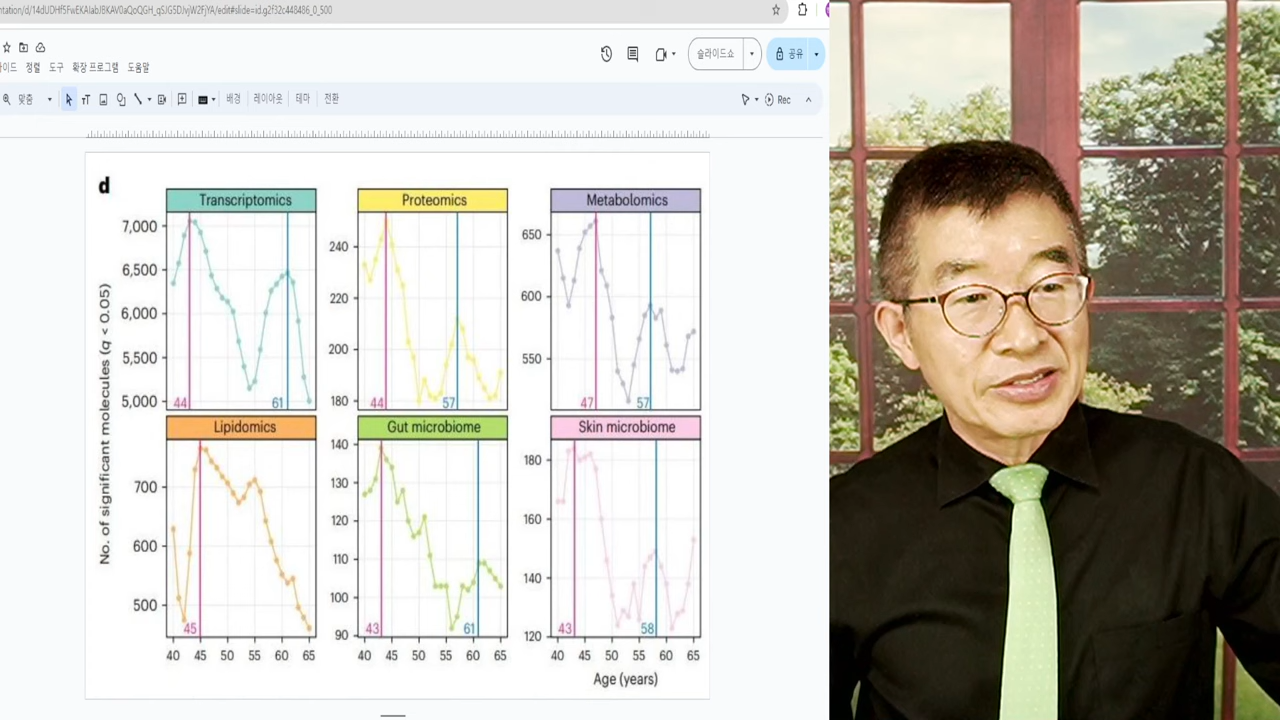 ntation/d/14dUDHf5FwEKAlabJ8KAV0aQoQGH_qSJG5DJvjW2FjYA/edit#slide=id.g2f32c448486_0_500
슬라이드쇼
공유
이드 정렬 도구 확장 프로그램 도움말
맞춤
배경 레이아웃 테마 전환
Rec
d
Transcriptomics Proteomics Metabolomics
7,000
6,500
6,000
5,500
5,000
44 61
240
220
200
180
44 57
650
600
550
47 57
Lipidomics Gut microbiome Skin microbiome
700
600
500
45
140
130
120
110
100
90
43 61
180
160
140
120
43 58
40 45 50 55 60 65
40 45 50 55 60 65
40 45 50 55 60 65
No. of significant molecules (q < 0.05)
Age (years)